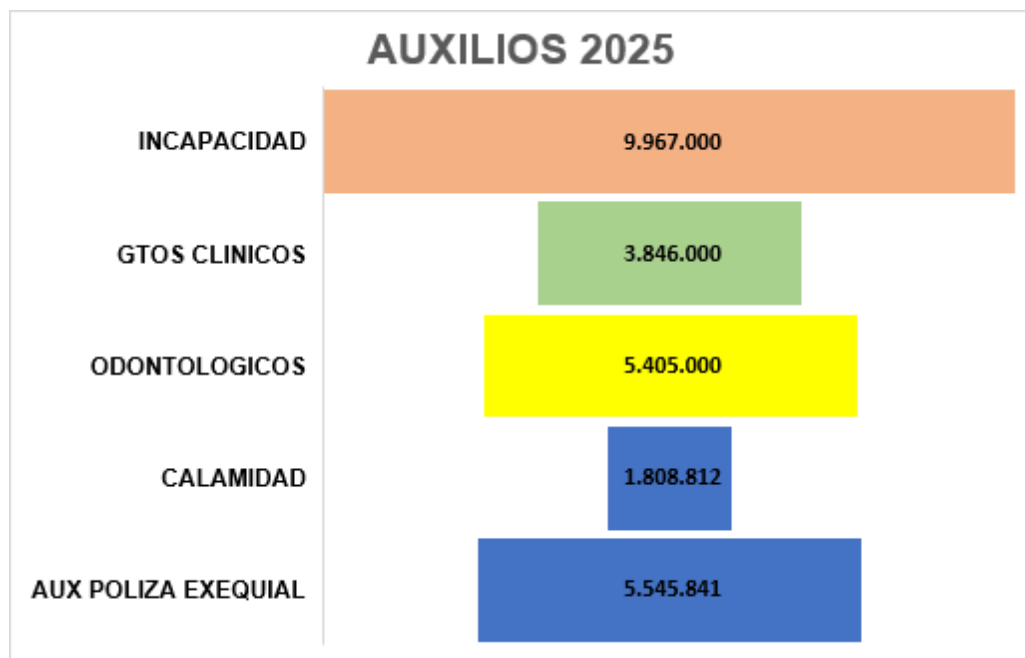 AUXILIOS 2025
INCAPACIDAD 9.967.000
GTOS CLINICOS 3.846.000
ODONTOLOGICOS 5.405.000
CALAMIDAD 1.808.812
AUX POLIZA EXEQUIAL 5.545.841